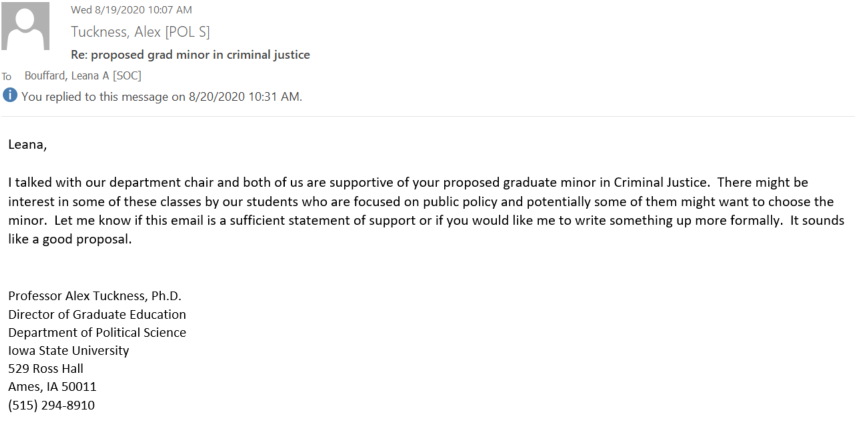 Wed 8/19/2020 10:07 AM
Tuckness, Alex [POL S]
Re: proposed grad minor in criminal justice
To Bouffard, Leana A [SOC]
You replied to this message on 8/20/2020 10:31 AM.
Leana,
I talked with our department chair and both of us are supportive of your proposed graduate minor in Criminal Justice.  There might be
interest in some of these classes by our students who are focused on public policy and potentially some of them might want to choose the
minor.  Let me know if this email is a sufficient statement of support or if you would like me to write something up more formally.  It sounds
like a good proposal.
Professor Alex Tuckness, Ph.D.
Director of Graduate Education
Department of Political Science
Iowa State University
529 Ross Hall
Ames, IA 50011
(515) 294-8910